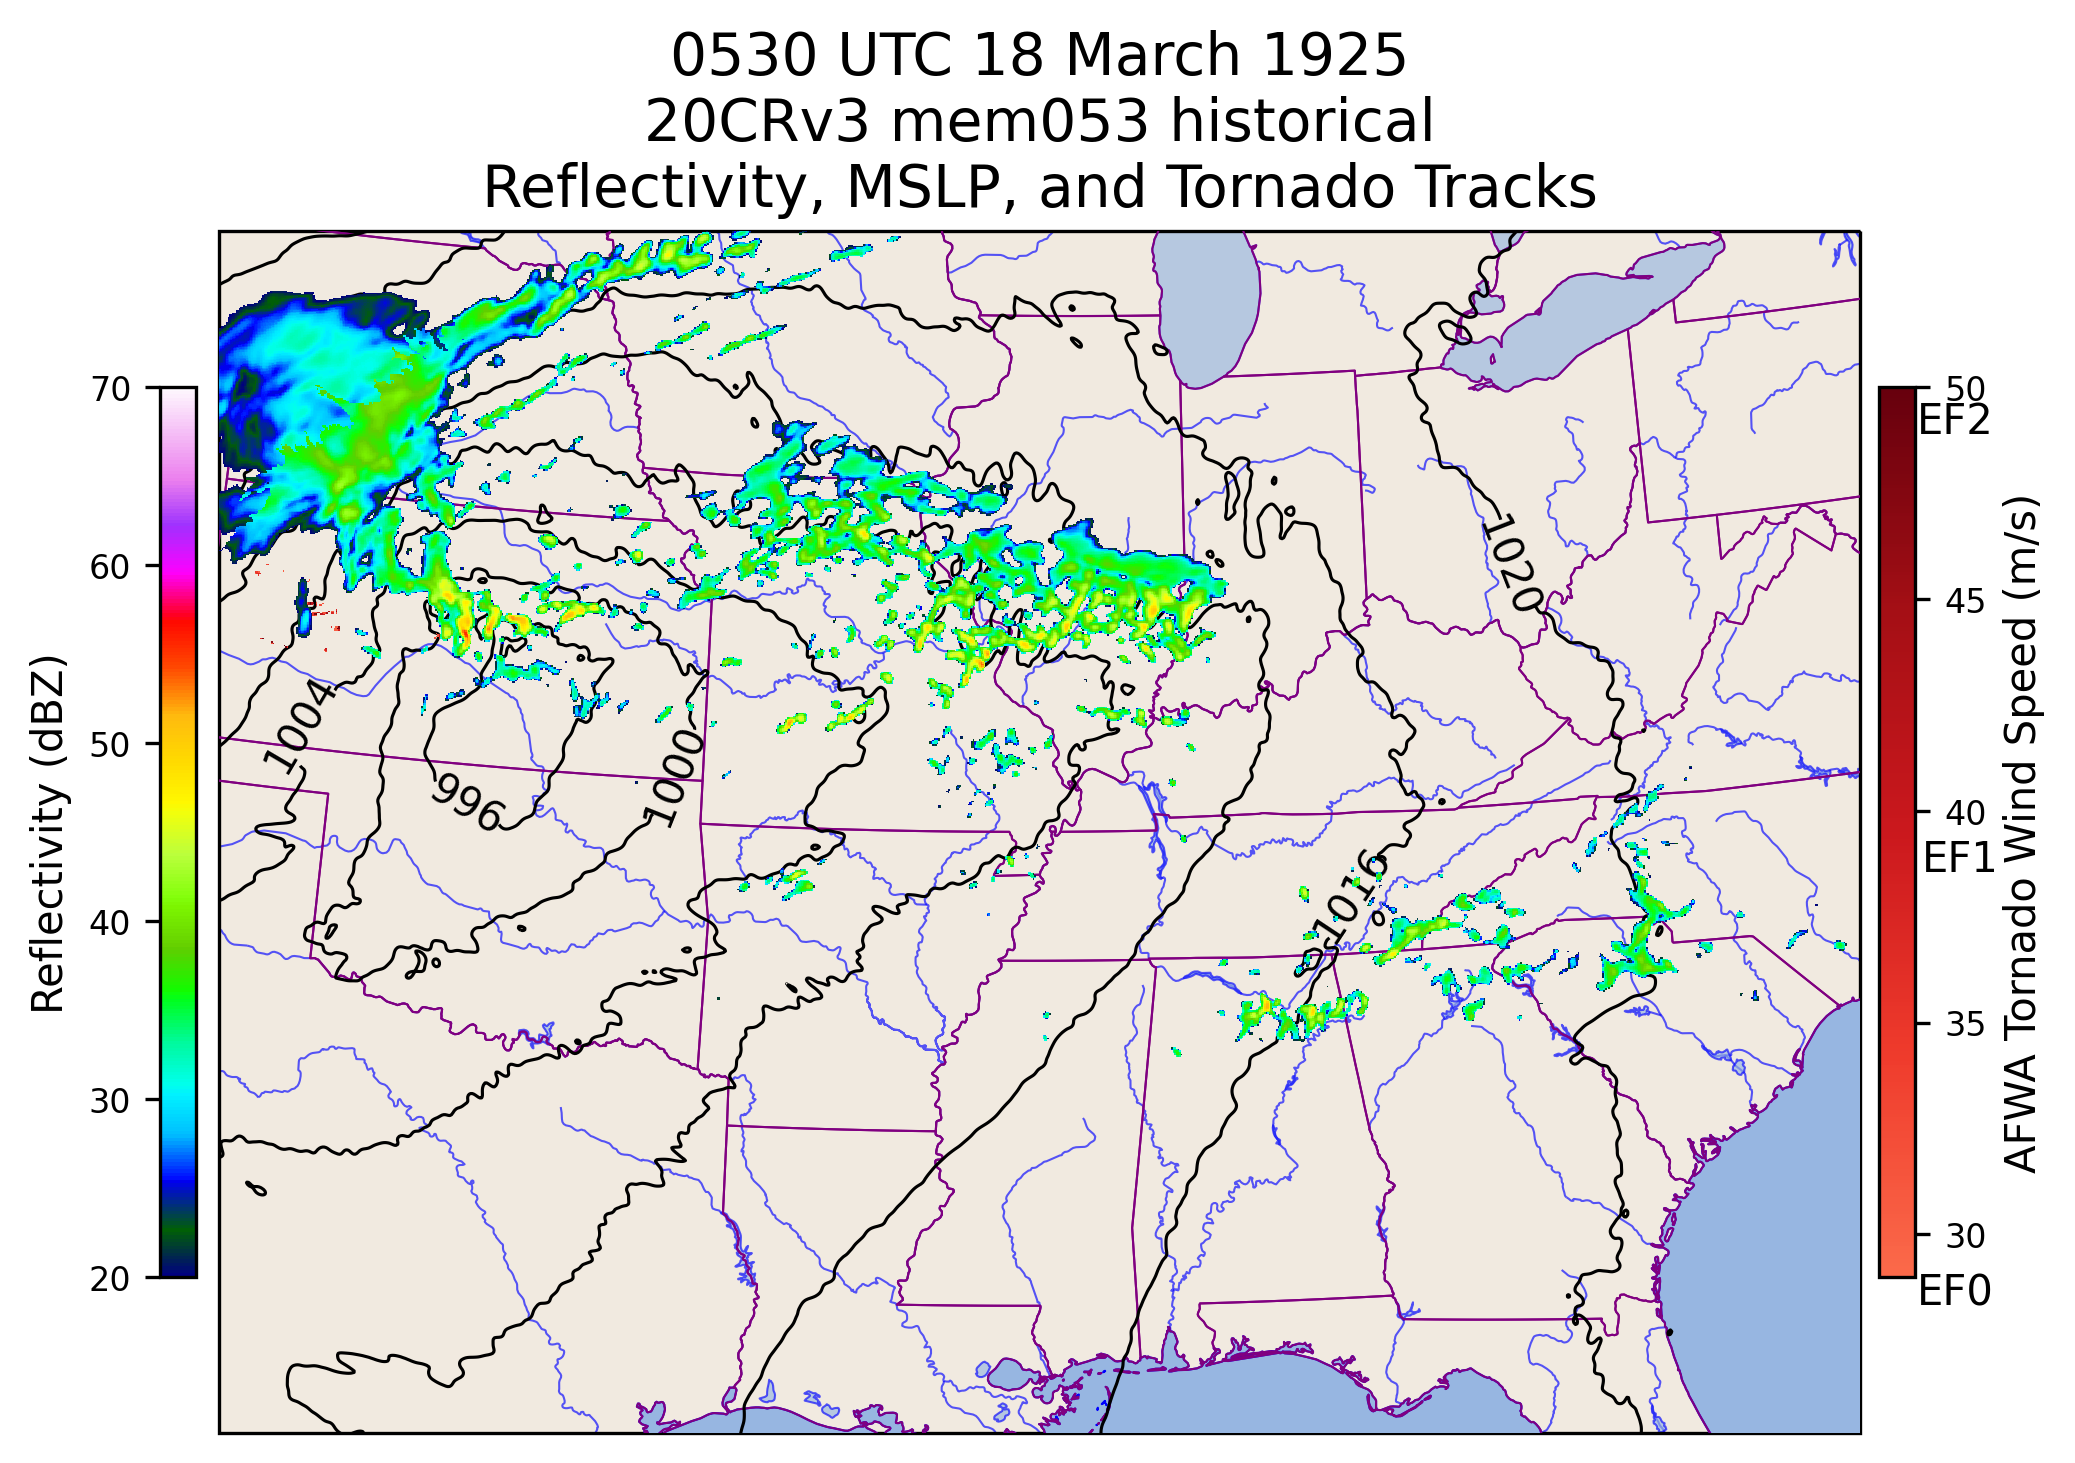 0530 UTC 18 March 1925
20CRv3 mem053 historical
Reflectivity, MSLP, and Tornado Tracks
Reflectivity (dBZ)
70
60
50
40
30
20
1004
996
1000
1016
1020
50
EF2
45
40
EF1
35
30
EF0
AFWA Tornado Wind Speed (m/s)